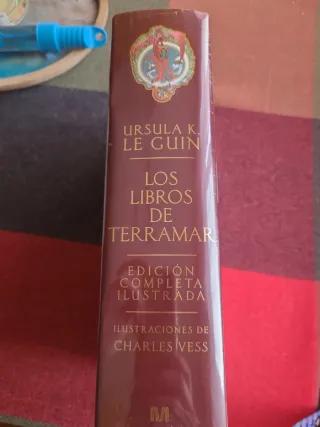 URSULA K.
LE GUIN
LOS
LIBROS
DE
TERRAMAR
EDICIÓN
COMPLETA
ILUSTRADA
ILUSTRACIONES DE
CHARLES VESS
M